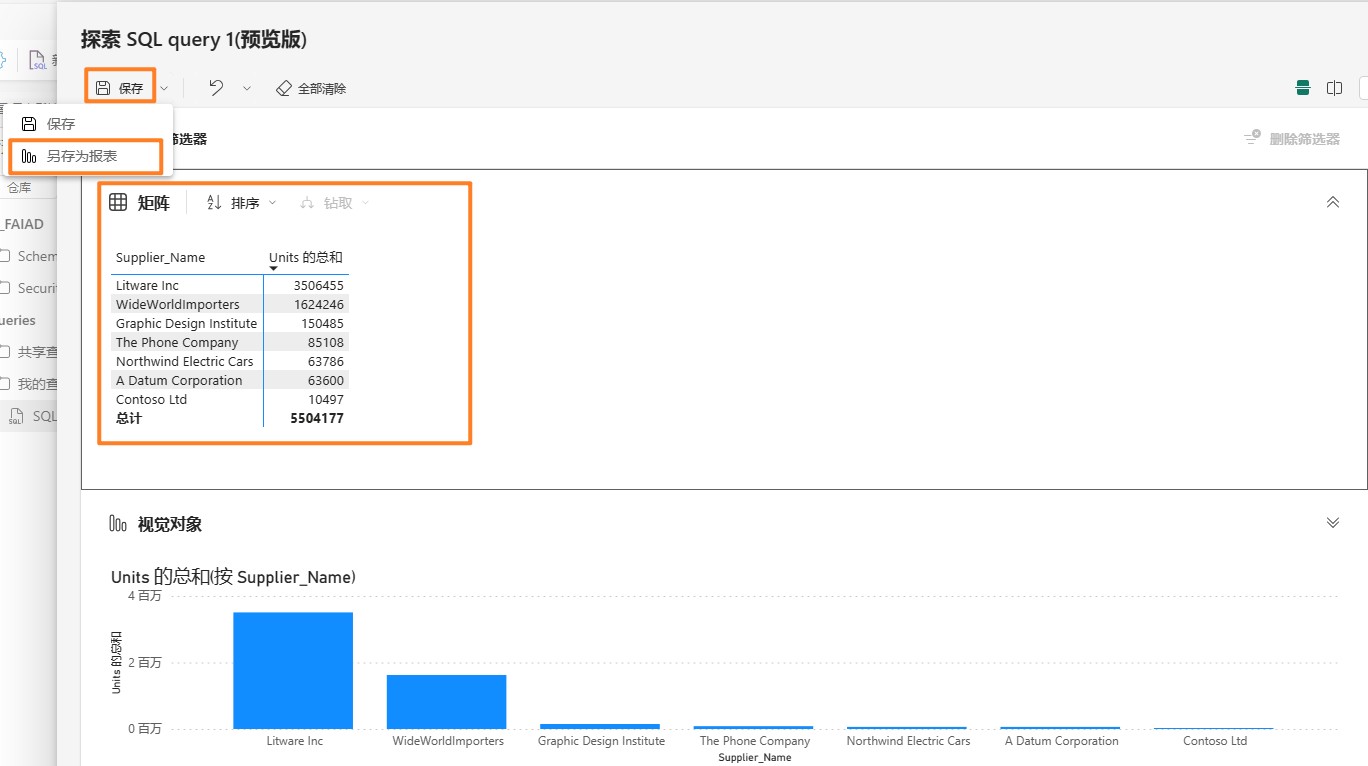 探索 SQL query 1(预览版)
保存
全部清除
保存
另存为报表
筛选器
删除筛选器
仓库
_FAIAD
Schem
Securi
ueries
共享查
我的查
SQL
矩阵
排序
钻取
Supplier_Name Units 的总和
Litware Inc 3506455
WideWorldImporters 1624246
Graphic Design Institute 150485
The Phone Company 85108
Northwind Electric Cars 63786
A Datum Corporation 63600
Contoso Ltd 10497
总计 5504177
视觉对象
Units 的总和(按 Supplier_Name)
4 百万
2 百万
0 百万
Units 的总和
Litware Inc WideWorldImporters Graphic Design Institute The Phone Company Northwind Electric Cars A Datum Corporation Contoso Ltd
Supplier_Name